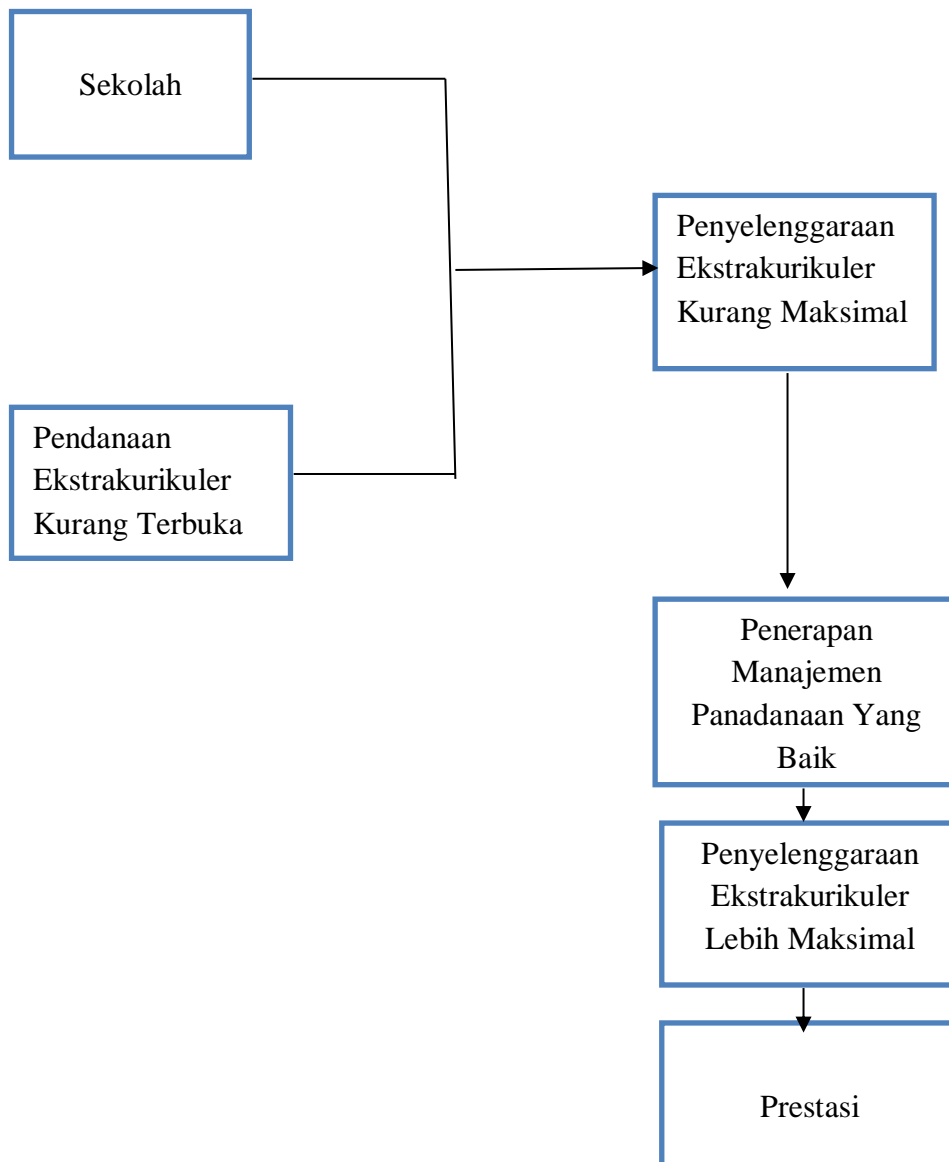 Sekolah
Penyelenggaraan
Ekstrakurikuler
Kurang Maksimal
Pendanaan
Ekstrakurikuler
Kurang Terbuka
Penerapan
Manajemen
Panadanaan Yang
Baik
Penyelenggaraan
Ekstrakurikuler
Lebih Maksimal
Prestasi